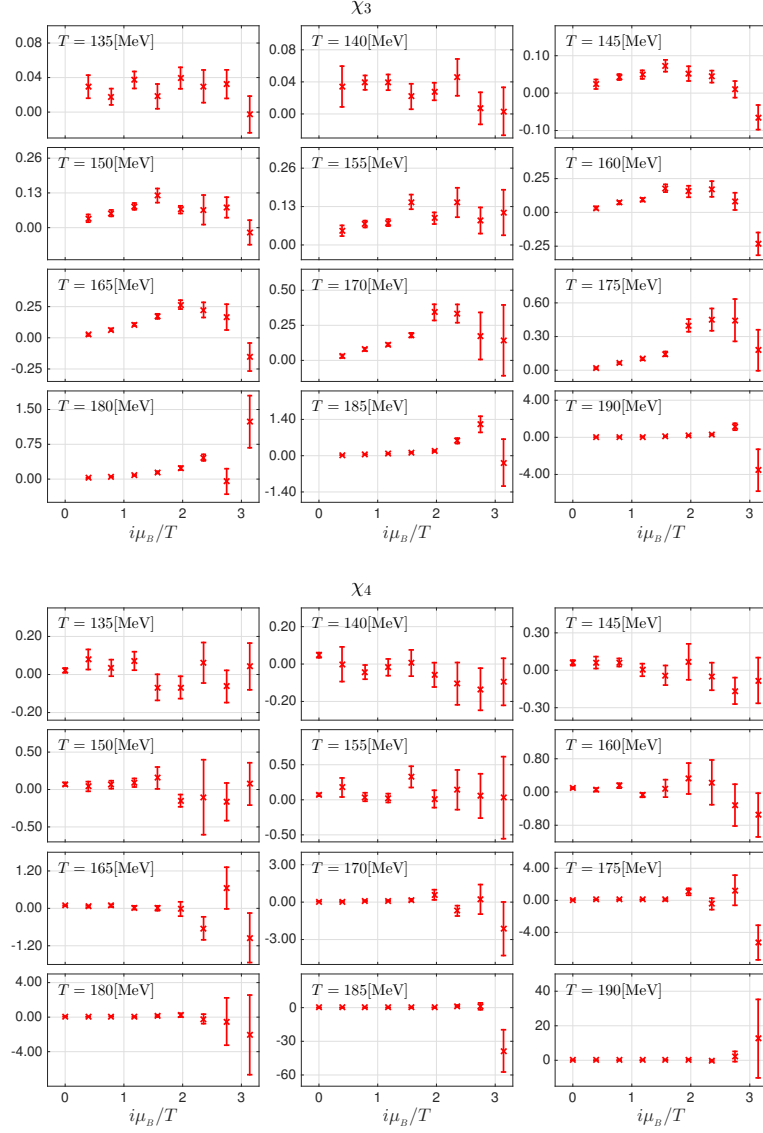 χ₃
T = 135[MeV] T = 140[MeV] T = 145[MeV]
0.08 0.08 0.10
0.04 0.04 0.00
0.00 0.00 -0.10
T = 150[MeV] T = 155[MeV] T = 160[MeV]
0.26 0.26 0.25
0.13 0.13 0.00
0.00 0.00 -0.25
T = 165[MeV] T = 170[MeV] T = 175[MeV]
0.25 0.50 0.60
0.00 0.25 0.30
-0.25 0.00 0.00
T = 180[MeV] T = 185[MeV] T = 190[MeV]
1.50 1.40 4.00
0.75 0.00 0.00
0.00 -1.40 -4.00
0 1 2 3 0 1 2 3 0 1 2 3
iμ_B/T iμ_B/T iμ_B/T
χ₄
T = 135[MeV] T = 140[MeV] T = 145[MeV]
0.20 0.20 0.30
0.00 0.00 0.00
-0.20 -0.20 -0.30
T = 150[MeV] T = 155[MeV] T = 160[MeV]
0.50 0.50 0.80
0.00 0.00 0.00
-0.50 -0.50 -0.80
T = 165[MeV] T = 170[MeV] T = 175[MeV]
1.20 3.00 4.00
0.00 0.00 0.00
-1.20 -3.00 -4.00
T = 180[MeV] T = 185[MeV] T = 190[MeV]
4.00 0 40
0.00 -30 20
-4.00 -60 0
0 1 2 3 0 1 2 3 0 1 2 3
iμ_B/T iμ_B/T iμ_B/T